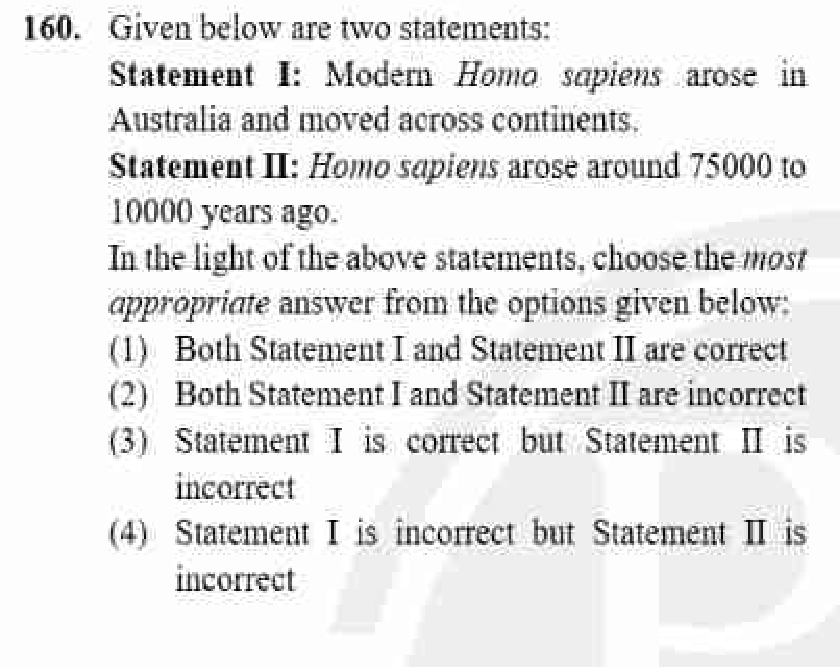 160. Given below are two statements:
Statement I: Modern Homo sapiens arose in
Australia and moved across continents.
Statement II: Homo sapiens arose around 75000 to
10000 years ago.
In the light of the above statements, choose the most
appropriate answer from the options given below:
(1) Both Statement I and Statement II are correct
(2) Both Statement I and Statement II are incorrect
(3) Statement I is correct but Statement II is
incorrect
(4) Statement I is incorrect but Statement II is
incorrect